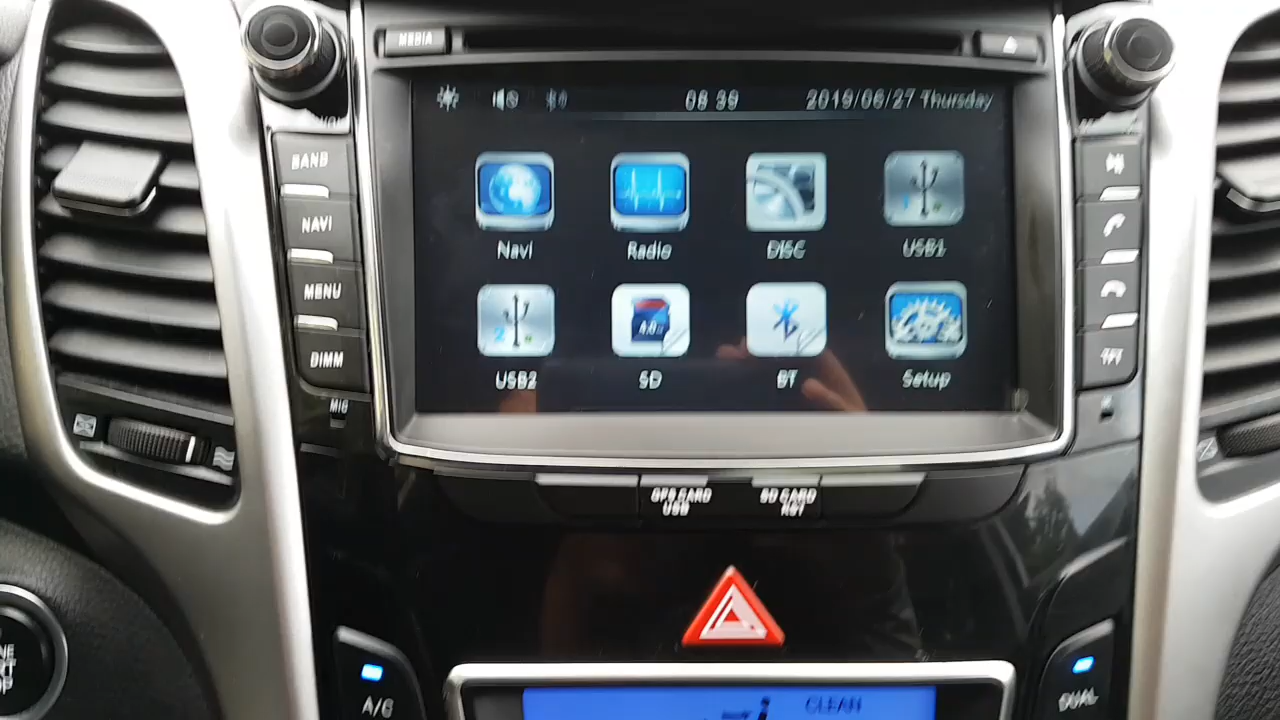 MEDIA
08 39 2019/06/27 Thursday
BAND
NAVI
MENU
DIMM
MIC
Navi Radio DISC USB1
USB2 SD BT Setup
TFT
GPS CARD
USB
SD CARD
A/C
DUAL
CLEAN